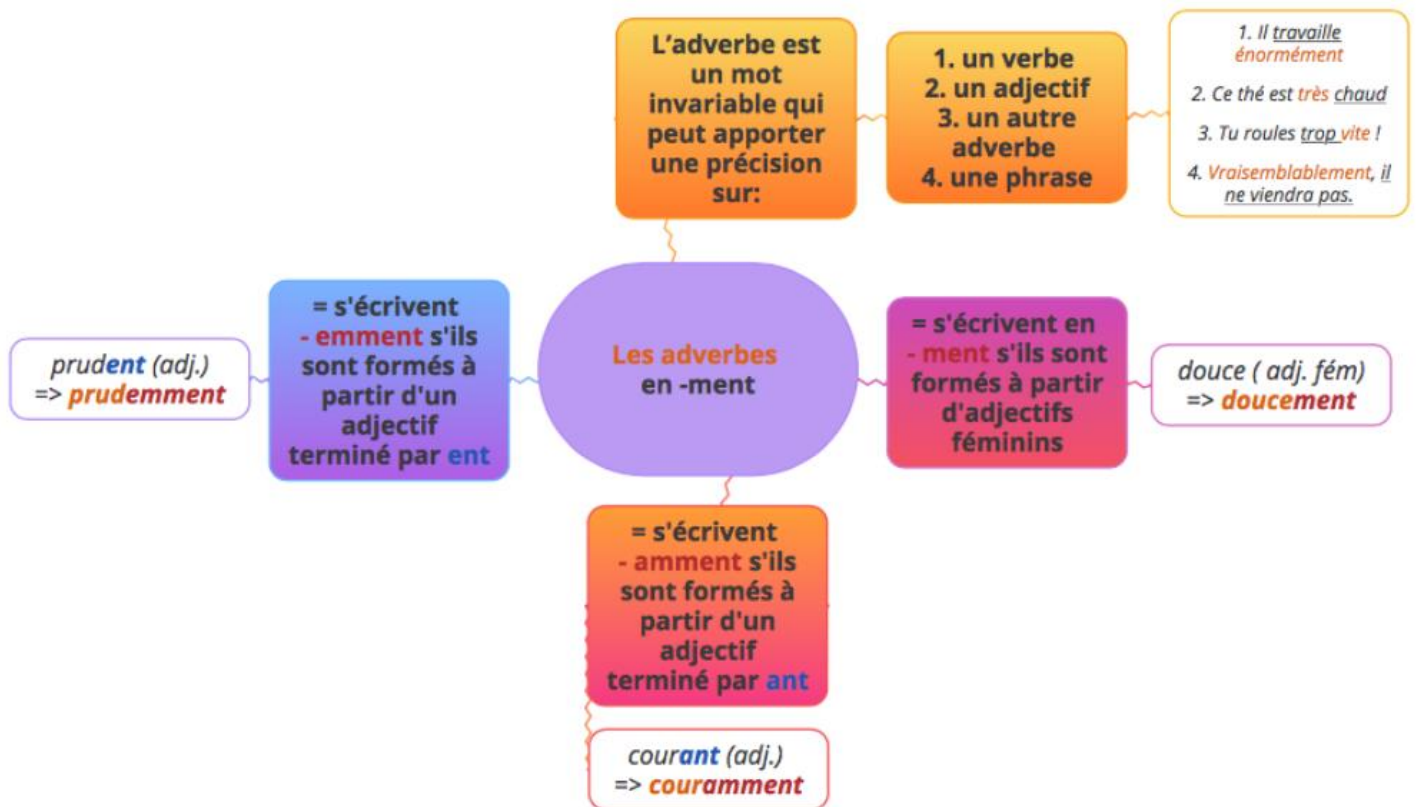 L’adverbe est
un mot
invariable qui
peut apporter
une précision
sur:
1. un verbe
2. un adjectif
3. un autre
adverbe
4. une phrase
1. Il travaille
énormément
2. Ce thé est très chaud
3. Tu roules trop vite !
4. Vraisemblablement, il
ne viendra pas.
prudent (adj.)
=> prudemment
= s'écrivent
- emment s'ils
sont formés à
partir d'un
adjectif
terminé par ent
Les adverbes
en -ment
= s'écrivent en
- ment s'ils sont
formés à partir
d'adjectifs
féminins
douce ( adj. fém)
=> doucement
= s'écrivent
- amment s'ils
sont formés à
partir d'un
adjectif
terminé par ant
courant (adj.)
=> couramment